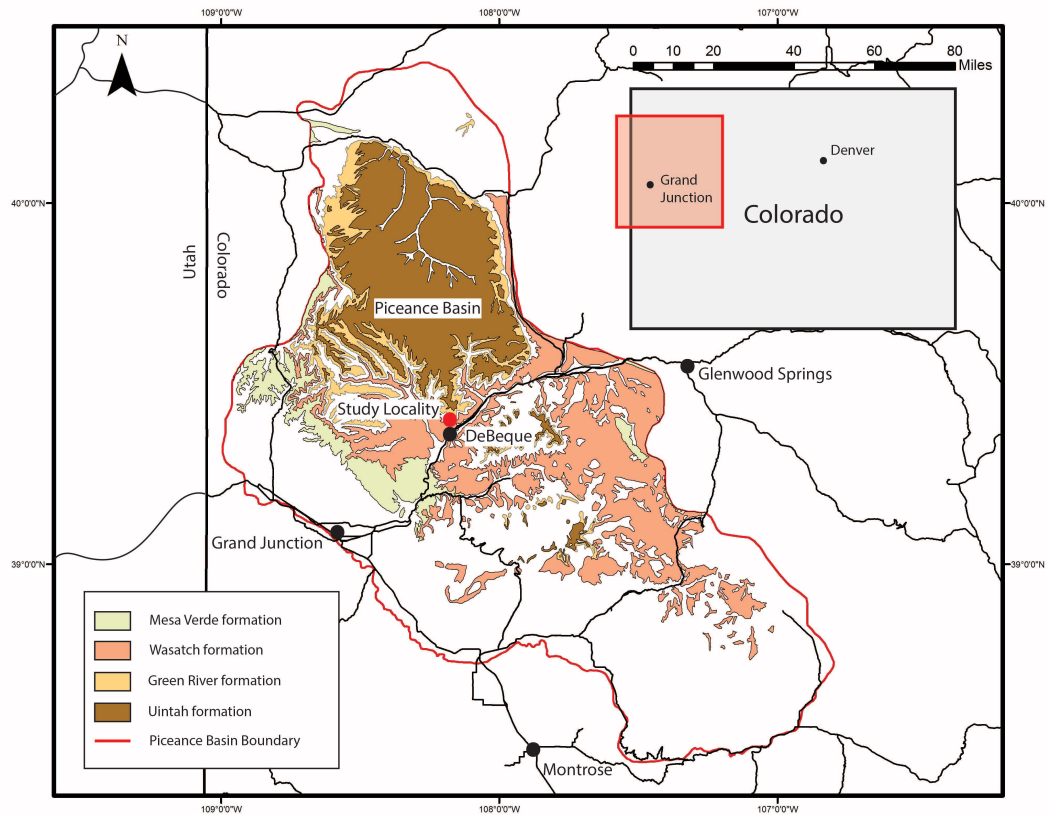 109°0'0"W
108°0'0"W
107°0'0"W
N
0 10 20 40 60 80
Miles
Denver
Grand
Junction
Colorado
40°0'0"N
40°0'0"N
Utah
Colorado
Piceance Basin
Glenwood Springs
Study Locality
DeBeque
Grand Junction
39°0'0"N
39°0'0"N
Mesa Verde formation
Wasatch formation
Green River formation
Uintah formation
Piceance Basin Boundary
Montrose
109°0'0"W
108°0'0"W
107°0'0"W